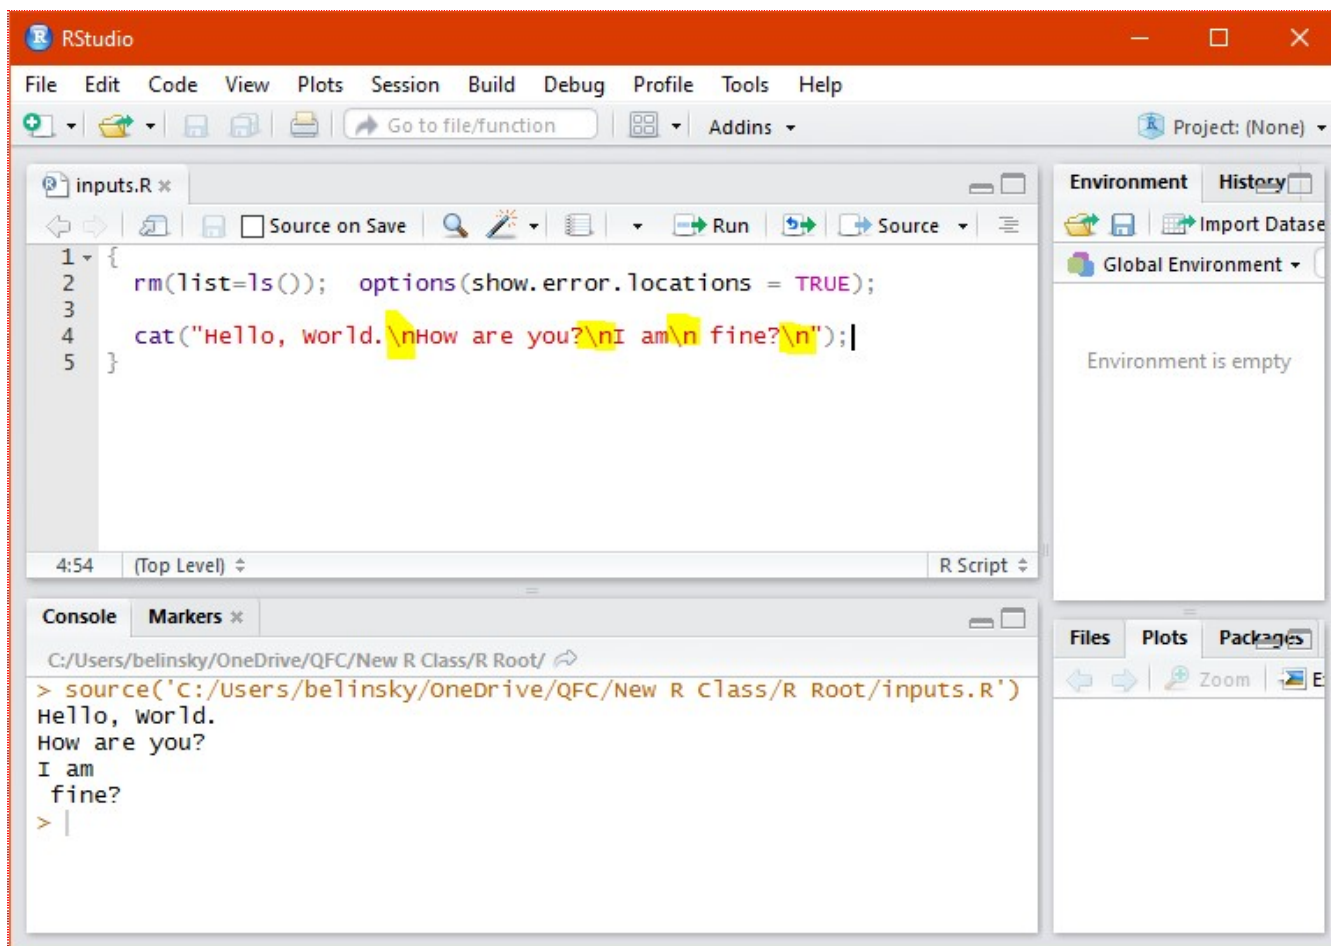 RStudio
File Edit Code View Plots Session Build Debug Profile Tools Help
Go to file/function Addins Project: (None)
inputs.R
Source on Save Run Source
1 {
2 rm(list=ls()); options(show.error.locations = TRUE);
3
4 cat("Hello, World.\nHow are you?\nI am\n fine?\n");
5 }
4:54 (Top Level) R Script
Console Markers
C:/Users/belinsky/OneDrive/QFC/New R Class/R Root/
> source('C:/Users/belinsky/OneDrive/QFC/New R Class/R Root/inputs.R')
Hello, World.
How are you?
I am
 fine?
>
Environment History
Import Datase
Global Environment
Environment is empty
Files Plots Packages
Zoom E